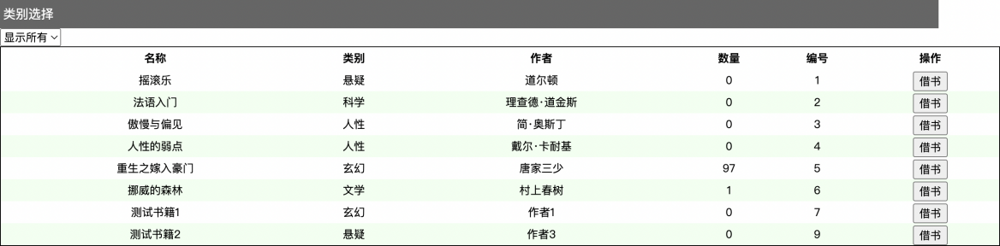 类别选择
显示所有
名称 类别 作者 数量 编号 操作
摇滚乐 悬疑 道尔顿 0 1 借书
法语入门 科学 理查德·道金斯 0 2 借书
傲慢与偏见 人性 简·奥斯丁 0 3 借书
人性的弱点 人性 戴尔·卡耐基 0 4 借书
重生之嫁入豪门 玄幻 唐家三少 97 5 借书
挪威的森林 文学 村上春树 1 6 借书
测试书籍1 玄幻 作者1 0 7 借书
测试书籍2 悬疑 作者3 0 9 借书